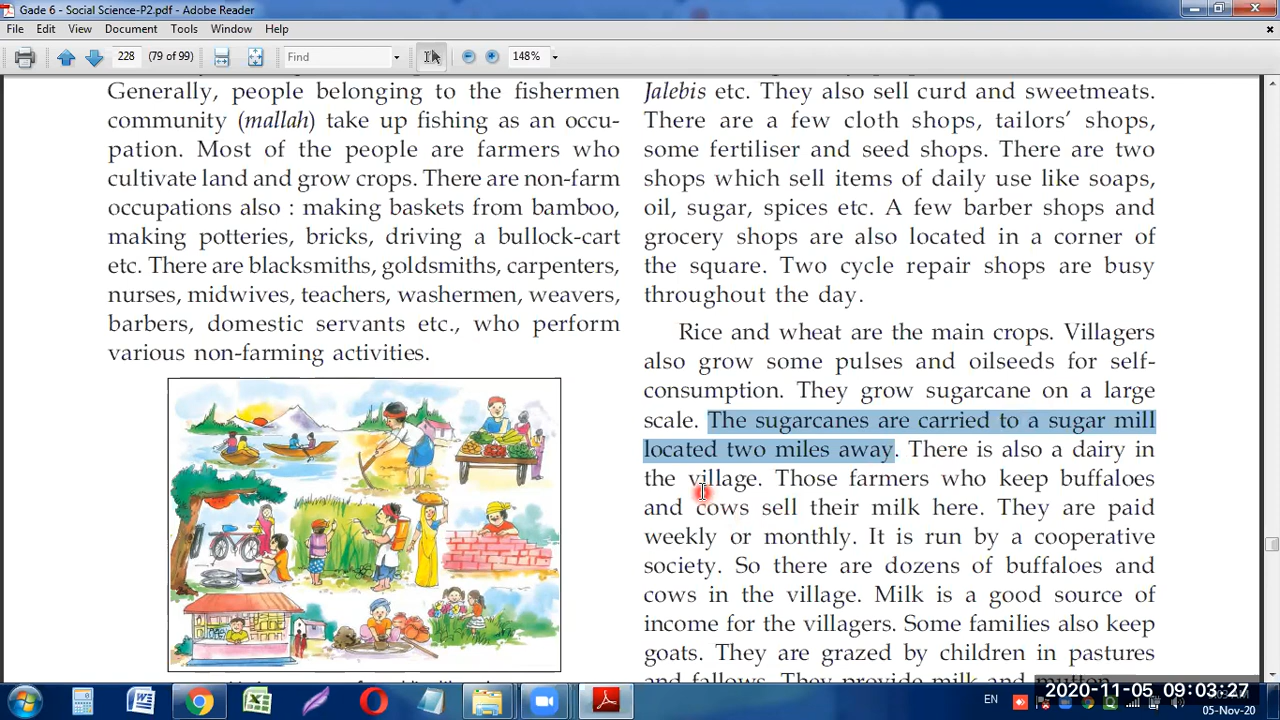 Gade 6 - Social Science-P2.pdf - Adobe Reader
File Edit View Document Tools Window Help
228 (79 of 99) Find 148%
Generally, people belonging to the fishermen
community (mallah) take up fishing as an occu-
pation. Most of the people are farmers who
cultivate land and grow crops. There are non-farm
occupations also : making baskets from bamboo,
making potteries, bricks, driving a bullock-cart
etc. There are blacksmiths, goldsmiths, carpenters,
nurses, midwives, teachers, washermen, weavers,
barbers, domestic servants etc., who perform
various non-farming activities.
Jalebis etc. They also sell curd and sweetmeats.
There are a few cloth shops, tailors' shops,
some fertiliser and seed shops. There are two
shops which sell items of daily use like soaps,
oil, sugar, spices etc. A few barber shops and
grocery shops are also located in a corner of
the square. Two cycle repair shops are busy
throughout the day.
Rice and wheat are the main crops. Villagers
also grow some pulses and oilseeds for self-
consumption. They grow sugarcane on a large
scale. The sugarcanes are carried to a sugar mill
located two miles away. There is also a dairy in
the village. Those farmers who keep buffaloes
and cows sell their milk here. They are paid
weekly or monthly. It is run by a cooperative
society. So there are dozens of buffaloes and
cows in the village. Milk is a good source of
income for the villagers. Some families also keep
goats. They are grazed by children in pastures
and fallows. They provide milk and mutton
EN
2020-11-05 09:03:27
05-Nov-20